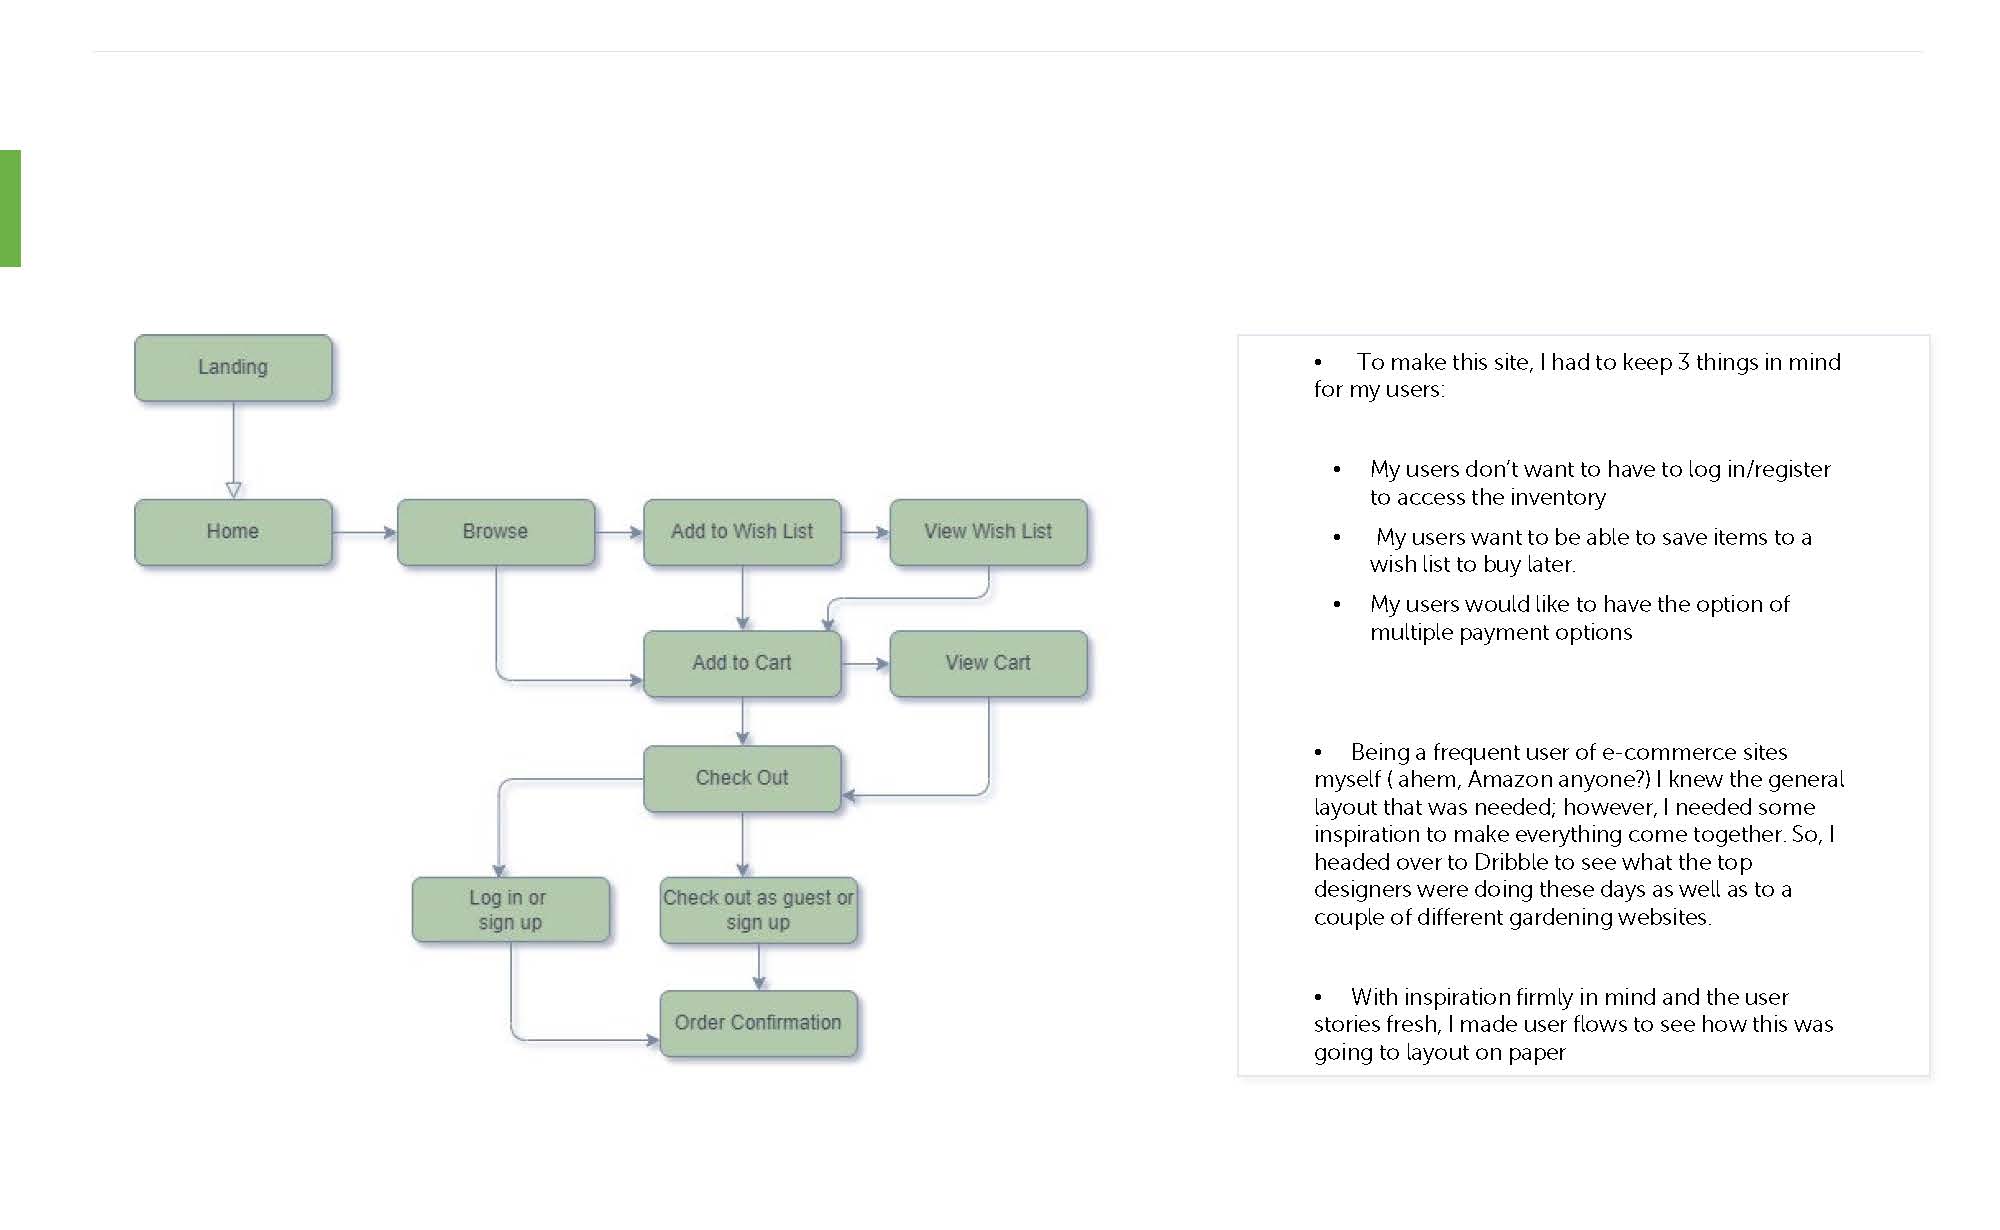 Landing
Home
Browse
Add to Wish List
View Wish List
Add to Cart
View Cart
Check Out
Log in or
sign up
Check out as guest or
sign up
Order Confirmation
• To make this site, I had to keep 3 things in mind
for my users:
• My users don’t want to have to log in/register
to access the inventory
• My users want to be able to save items to a
wish list to buy later.
• My users would like to have the option of
multiple payment options
• Being a frequent user of e-commerce sites
myself ( ahem, Amazon anyone?) I knew the general
layout that was needed; however, I needed some
inspiration to make everything come together. So, I
headed over to Dribble to see what the top
designers were doing these days as well as to a
couple of different gardening websites.
• With inspiration firmly in mind and the user
stories fresh, I made user flows to see how this was
going to layout on paper